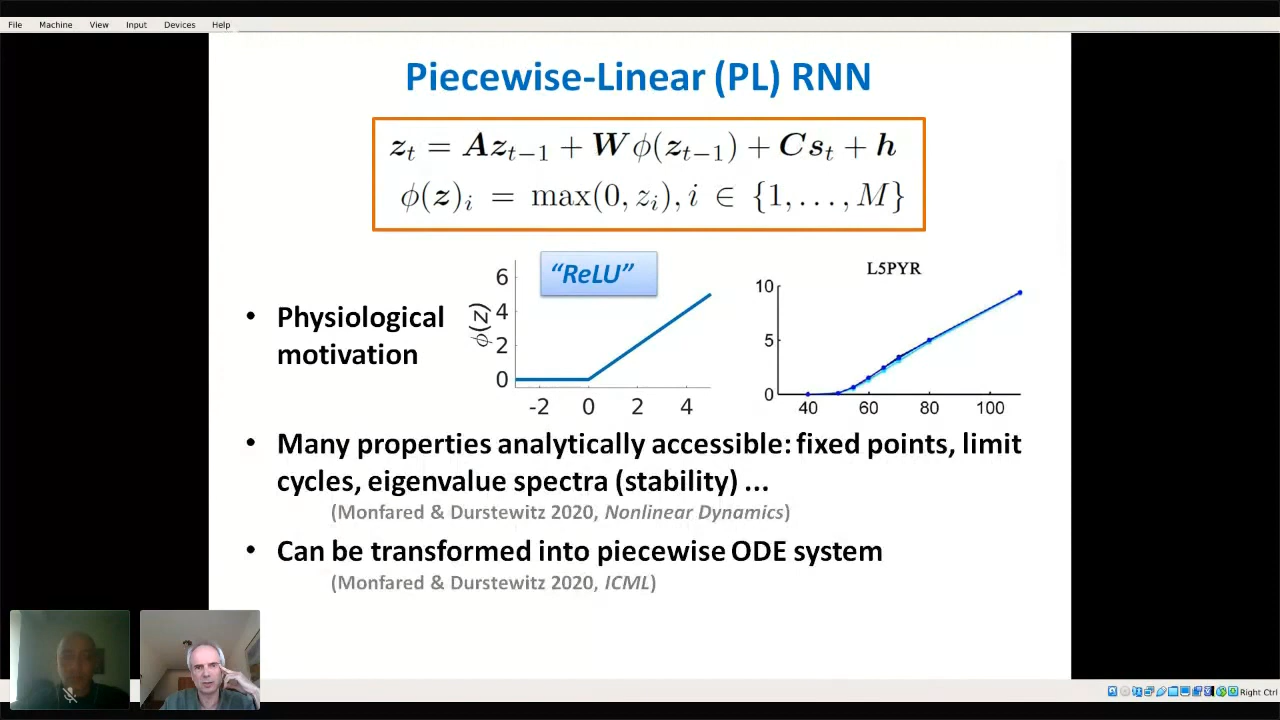 File Machine View Input Devices Help
Piecewise-Linear (PL) RNN
z_t = Az_{t−1} + Wϕ(z_{t−1}) + Cs_t + h
ϕ(z)_i = max(0, z_i), i ∈ {1, . . . , M}
"ReLU"
L5PYR
ϕ(z)
6
4
2
0
-2 0 2 4
10
5
0
40 60 80 100
• Physiological
motivation
• Many properties analytically accessible: fixed points, limit
cycles, eigenvalue spectra (stability) ...
(Monfared & Durstewitz 2020, Nonlinear Dynamics)
• Can be transformed into piecewise ODE system
(Monfared & Durstewitz 2020, ICML)
Right Ctrl